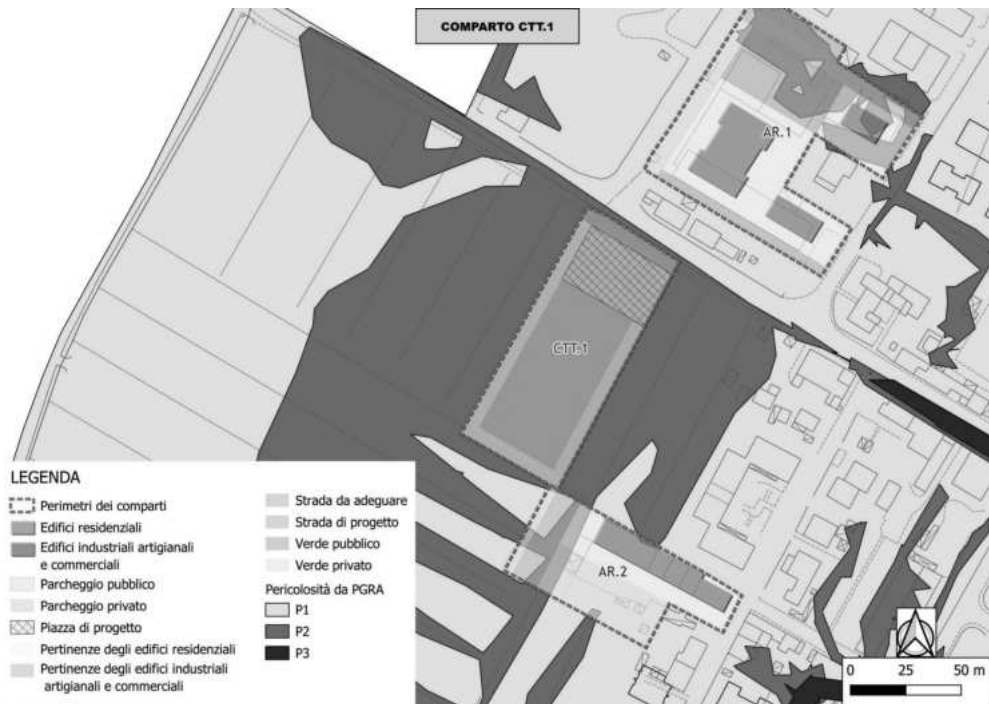 COMPARTO CTT.1
AR.1
CTT.1
AR.2
LEGENDA
Perimetri dei comparti
Edifici residenziali
Edifici industriali artigianali
e commerciali
Parcheggio pubblico
Parcheggio privato
Piazza di progetto
Pertinenze degli edifici residenziali
Pertinenze degli edifici industriali
artigianali e commerciali
Strada da adeguare
Strada di progetto
Verde pubblico
Verde privato
Pericolosità da PGRA
P1
P2
P3
0 25 50 m